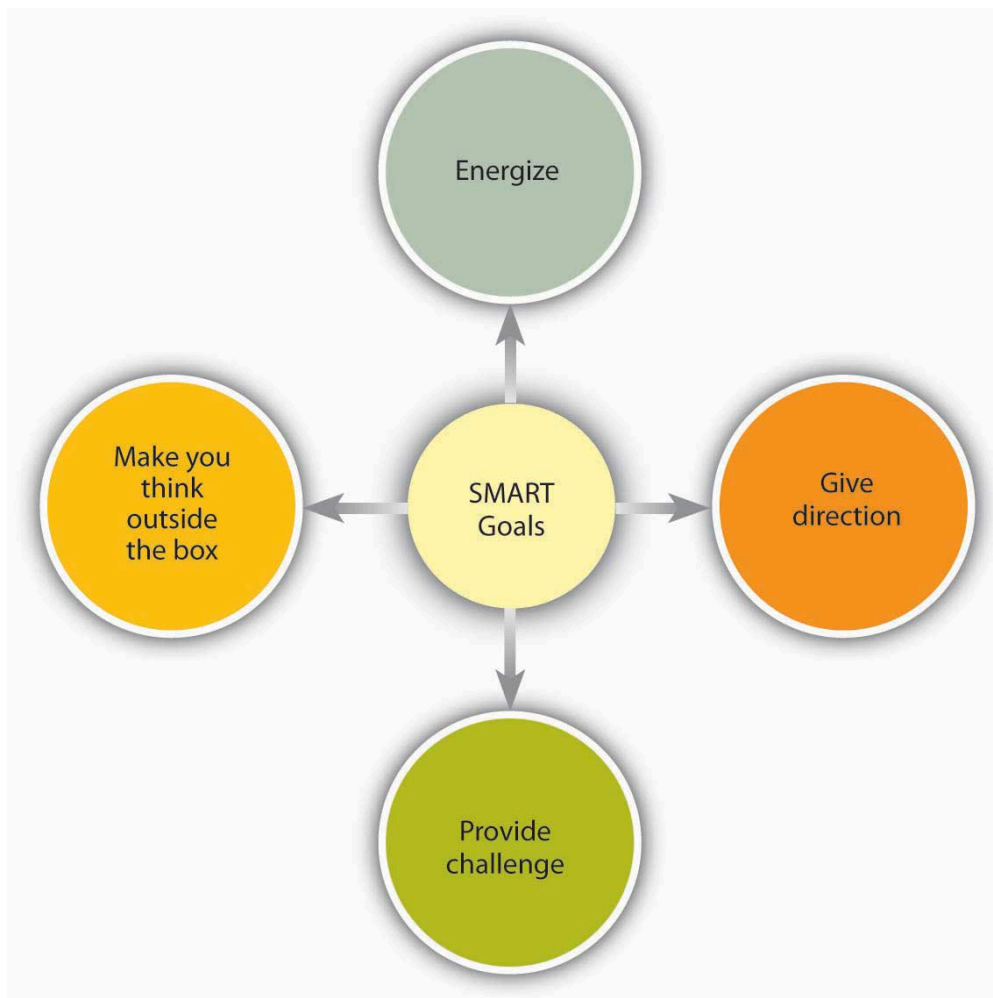 Energize
Make you
think
outside
the box
SMART
Goals
Give
direction
Provide
challenge